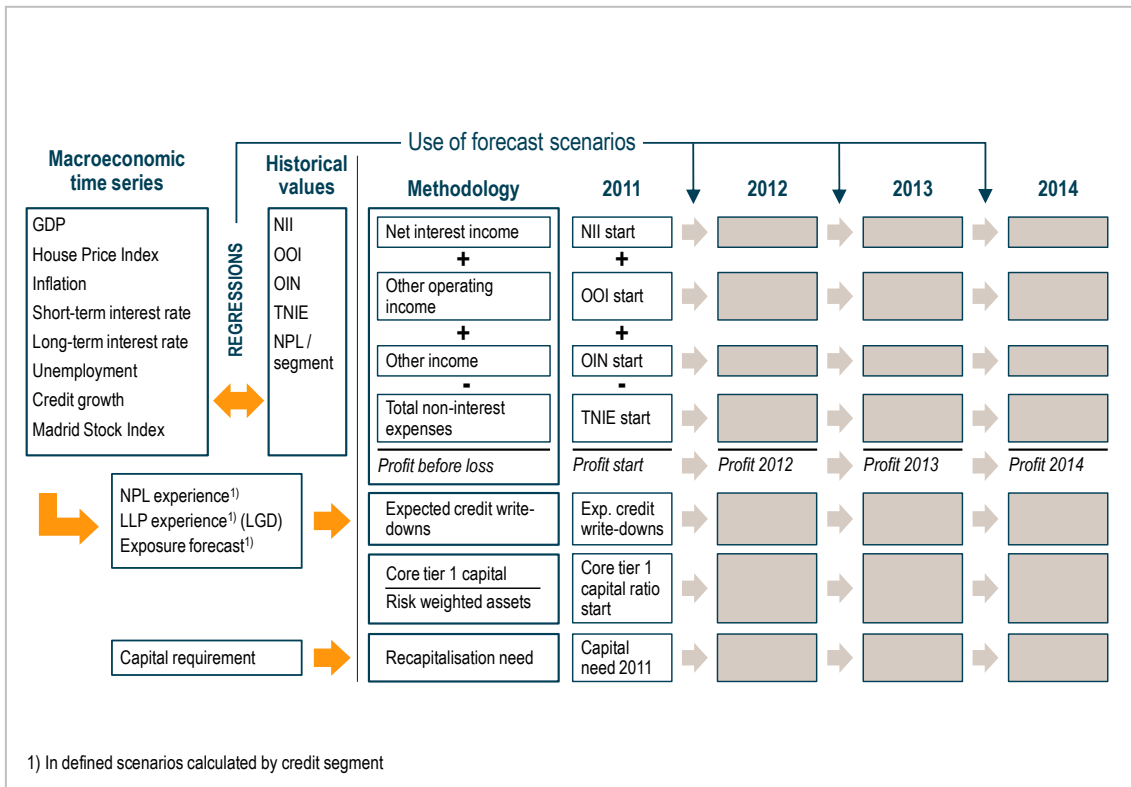 Use of forecast scenarios
Macroeconomic
time series
GDP
House Price Index
Inflation
Short-term interest rate
Long-term interest rate
Unemployment
Credit growth
Madrid Stock Index
REGRESSIONS
Historical
values
NII
OOI
OIN
TNIE
NPL /
segment
Methodology
2011
2012
2013
2014
Net interest income
NII start
+
+
Other operating
income
OOI start
+
+
Other income
OIN start
-
-
Total non-interest
expenses
TNIE start
Profit before loss
Profit start
Profit 2012
Profit 2013
Profit 2014
NPL experience1)
LLP experience1) (LGD)
Exposure forecast1)
Expected credit write-
downs
Exp. credit
write-downs
Core tier 1 capital
Risk weighted assets
Core tier 1
capital ratio
start
Capital requirement
Recapitalisation need
Capital
need 2011
1) In defined scenarios calculated by credit segment